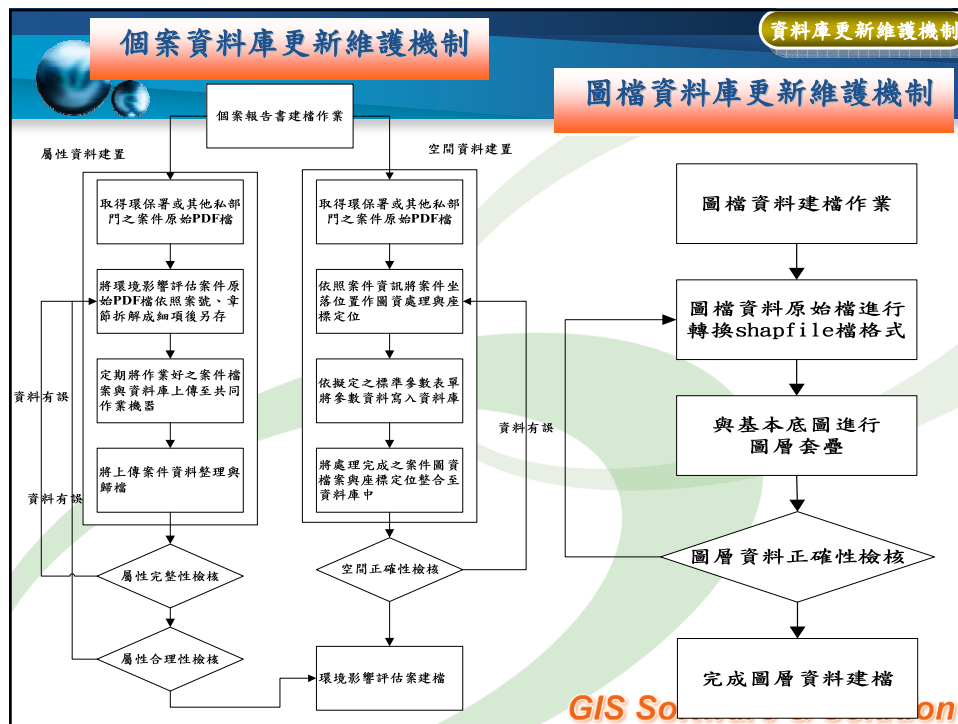 個案資料庫更新維護機制
資料庫更新維護機制
圖檔資料庫更新維護機制
個案報告書建檔作業
屬性資料建置
取得環保署或其他私部
門之案件原始PDF檔
將環境影響評估案件原
始PDF檔依照案號、章
節拆解成細項後另存
定期將作業好之案件檔
案與資料庫上傳至共同
作業機器
將上傳案件資料整理與
歸檔
資料有誤
資料有誤
屬性完整性檢核
屬性合理性檢核
空間資料建置
取得環保署或其他私部
門之案件原始PDF檔
依照案件資訊將案件坐
落位置作圖資處理與座
標定位
依擬定之標準參數表單
將參數資料寫入資料庫
將處理完成之案件圖資
檔案與座標定位整合至
資料庫中
資料有誤
空間正確性檢核
環境影響評估案建檔
圖檔資料建檔作業
圖檔資料原始檔進行
轉換shapfile檔格式
與基本底圖進行
圖層套疊
圖層資料正確性檢核
完成圖層資料建檔
GIS